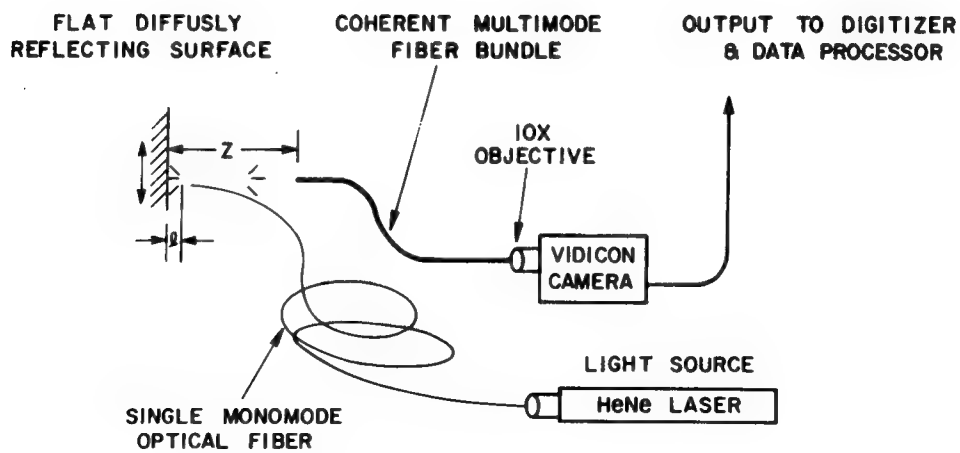 FLAT DIFFUSLY
REFLECTING SURFACE
COHERENT MULTIMODE
FIBER BUNDLE
OUTPUT TO DIGITIZER
& DATA PROCESSOR
Z
10X
OBJECTIVE
ℓ
VIDICON
CAMERA
LIGHT SOURCE
HeNe LASER
SINGLE MONOMODE
OPTICAL FIBER